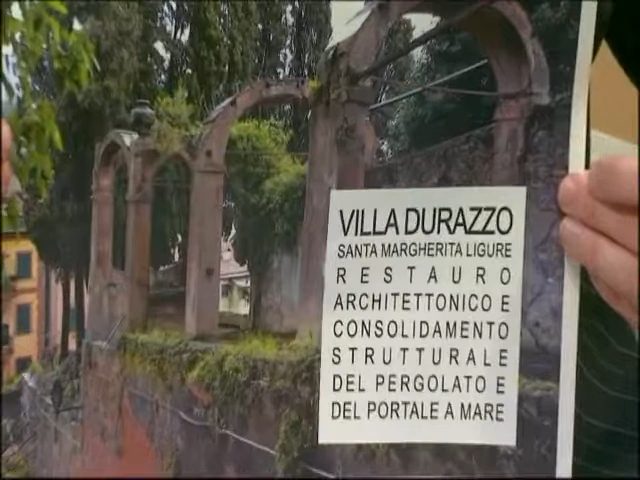 VILLA DURAZZO
SANTA MARGHERITA LIGURE
RESTAURO
ARCHITETTONICO E
CONSOLIDAMENTO
STRUTTURALE
DEL PERGOLATO E
DEL PORTALE A MARE